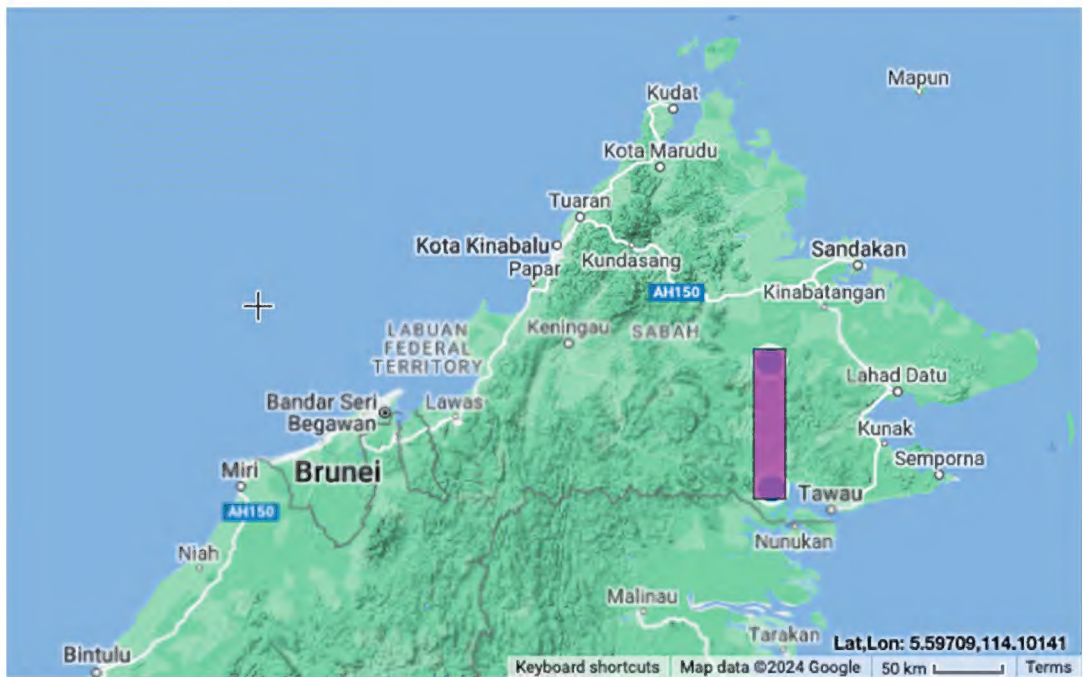 Mapun
Kudat
Kota Marudu
Tuaran
Kota Kinabalu
Kundasang
Sandakan
Papar
AH150
Kinabatangan
LABUAN
FEDERAL
TERRITORY
Keningau
SABAH
Lahad Datu
Bandar Seri
Begawan
Lawas
Kunak
Semporna
Miri
Brunei
Tawau
AH150
Nunukan
Niah
Malinau
Tarakan
Bintulu
Lat,Lon: 5.59709,114.10141
Keyboard shortcuts Map data ©2024 Google 50 km Terms